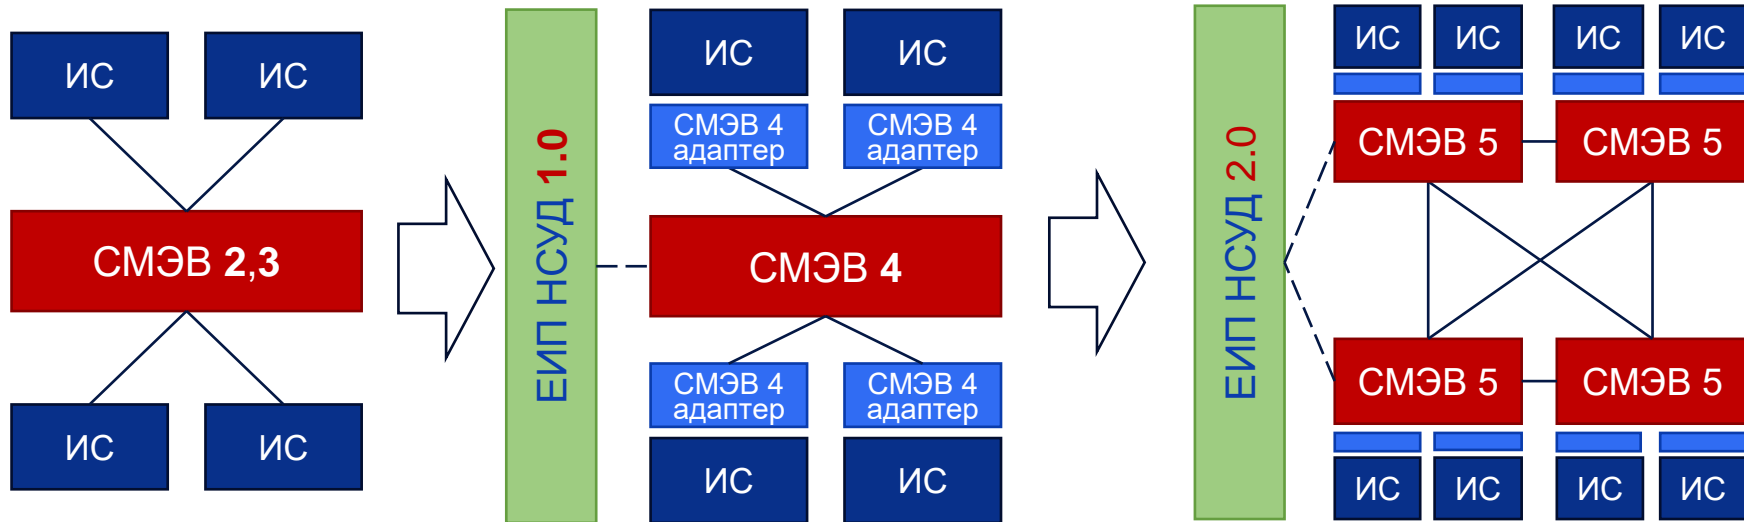 ИС ИС
СМЭВ 2,3
ИС ИС
ЕИП НСУД 1.0
ИС ИС
СМЭВ 4
адаптер
СМЭВ 4
адаптер
СМЭВ 4
СМЭВ 4
адаптер
СМЭВ 4
адаптер
ИС ИС
ЕИП НСУД 2.0
ИС ИС ИС ИС
СМЭВ 5 СМЭВ 5
СМЭВ 5 СМЭВ 5
ИС ИС ИС ИС